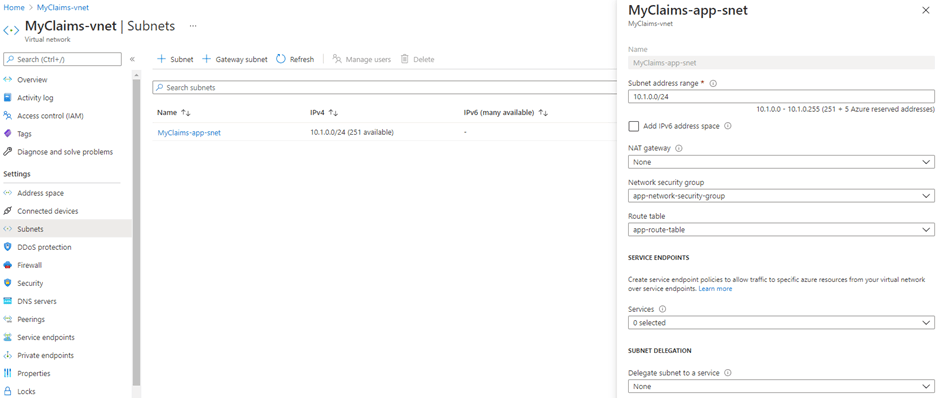 Home > MyClaims-vnet
MyClaims-vnet | Subnets ...
Virtual network
Search (Ctrl+/)
«
Overview
Activity log
Access control (IAM)
Tags
Diagnose and solve problems
Settings
Address space
Connected devices
Subnets
DDoS protection
Firewall
Security
DNS servers
Peerings
Service endpoints
Private endpoints
Properties
Locks
+ Subnet + Gateway subnet Refresh Manage users Delete
Search subnets
Name ↑↓ IPv4 ↑↓ IPv6 (many available) ↑↓
MyClaims-app-snet 10.1.0.0/24 (251 available) -
MyClaims-app-snet
MyClaims-vnet
Name
MyClaims-app-snet
Subnet address range *
10.1.0.0/24
10.1.0.0 - 10.1.0.255 (251 + 5 Azure reserved addresses)
Add IPv6 address space
NAT gateway
None
Network security group
app-network-security-group
Route table
app-route-table
SERVICE ENDPOINTS
Create service endpoint policies to allow traffic to specific azure resources from your virtual network
over service endpoints. Learn more
Services
0 selected
SUBNET DELEGATION
Delegate subnet to a service
None